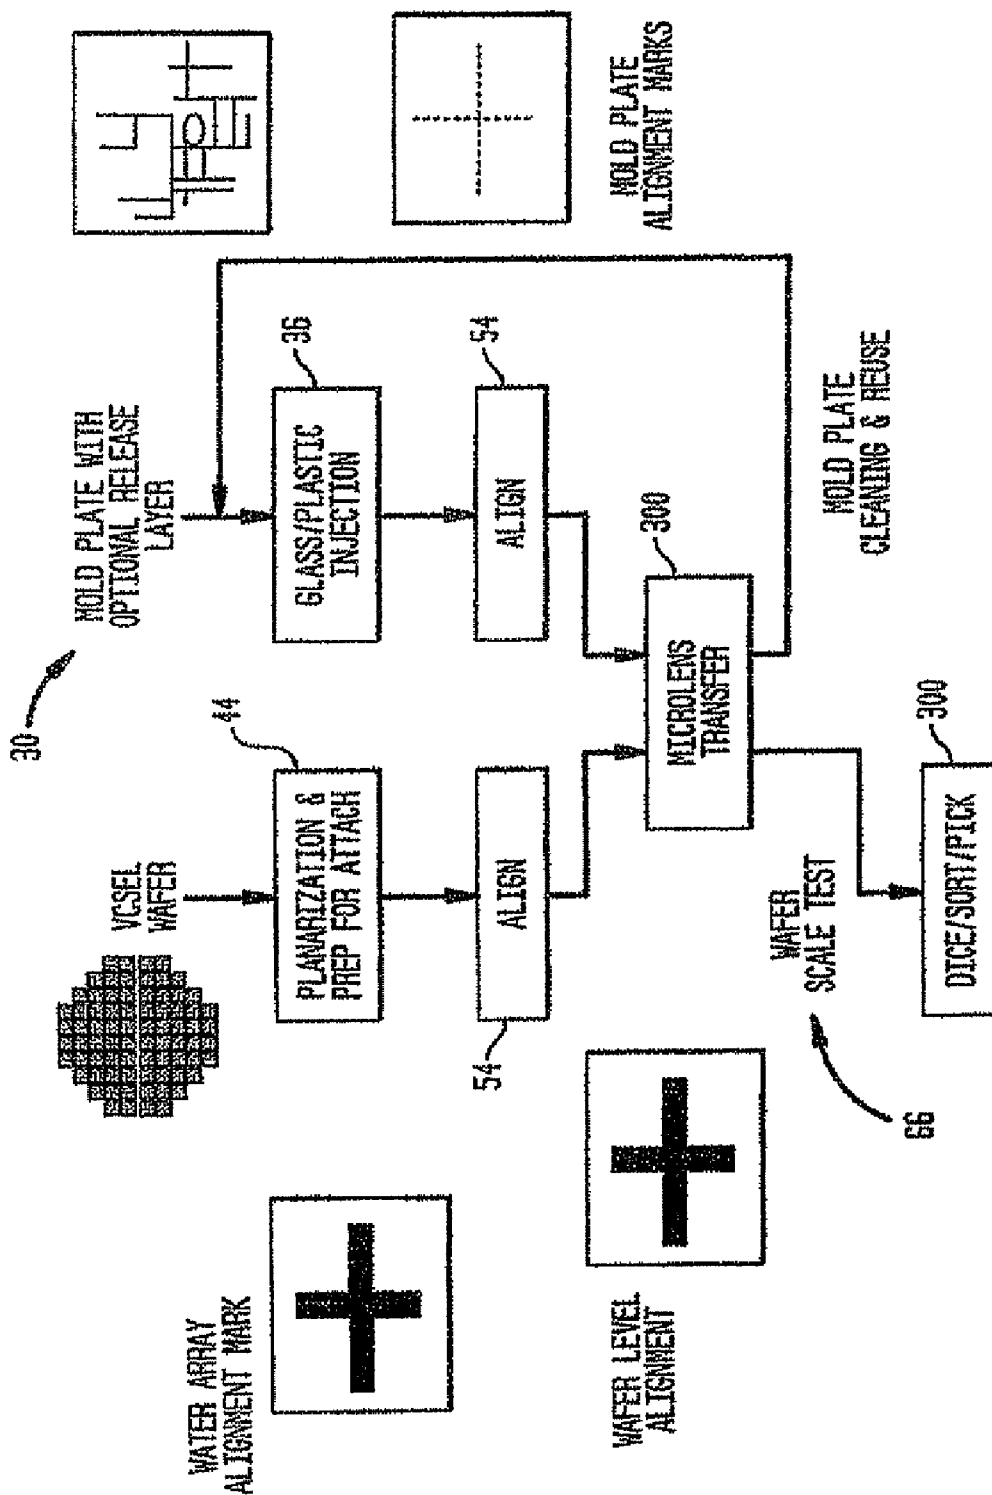 30
MOLD PLATE WITH
OPTIONAL RELEASE
LAYER
VCSEL
WAFER
44
PLANARIZATION &
PREP FOR ATTACH
36
GLASS/PLASTIC
INJECTION
WATER ARRAY
ALIGNMENT MARK
54
ALIGN
54
ALIGN
MOLD PLATE
ALIGNMENT MARKS
WAFER LEVEL
ALIGNMENT
300
MICROLENS
TRANSFER
66
WAFER
SCALE TEST
MOLD PLATE
CLEANING & REUSE
300
DICE/SORT/PICK